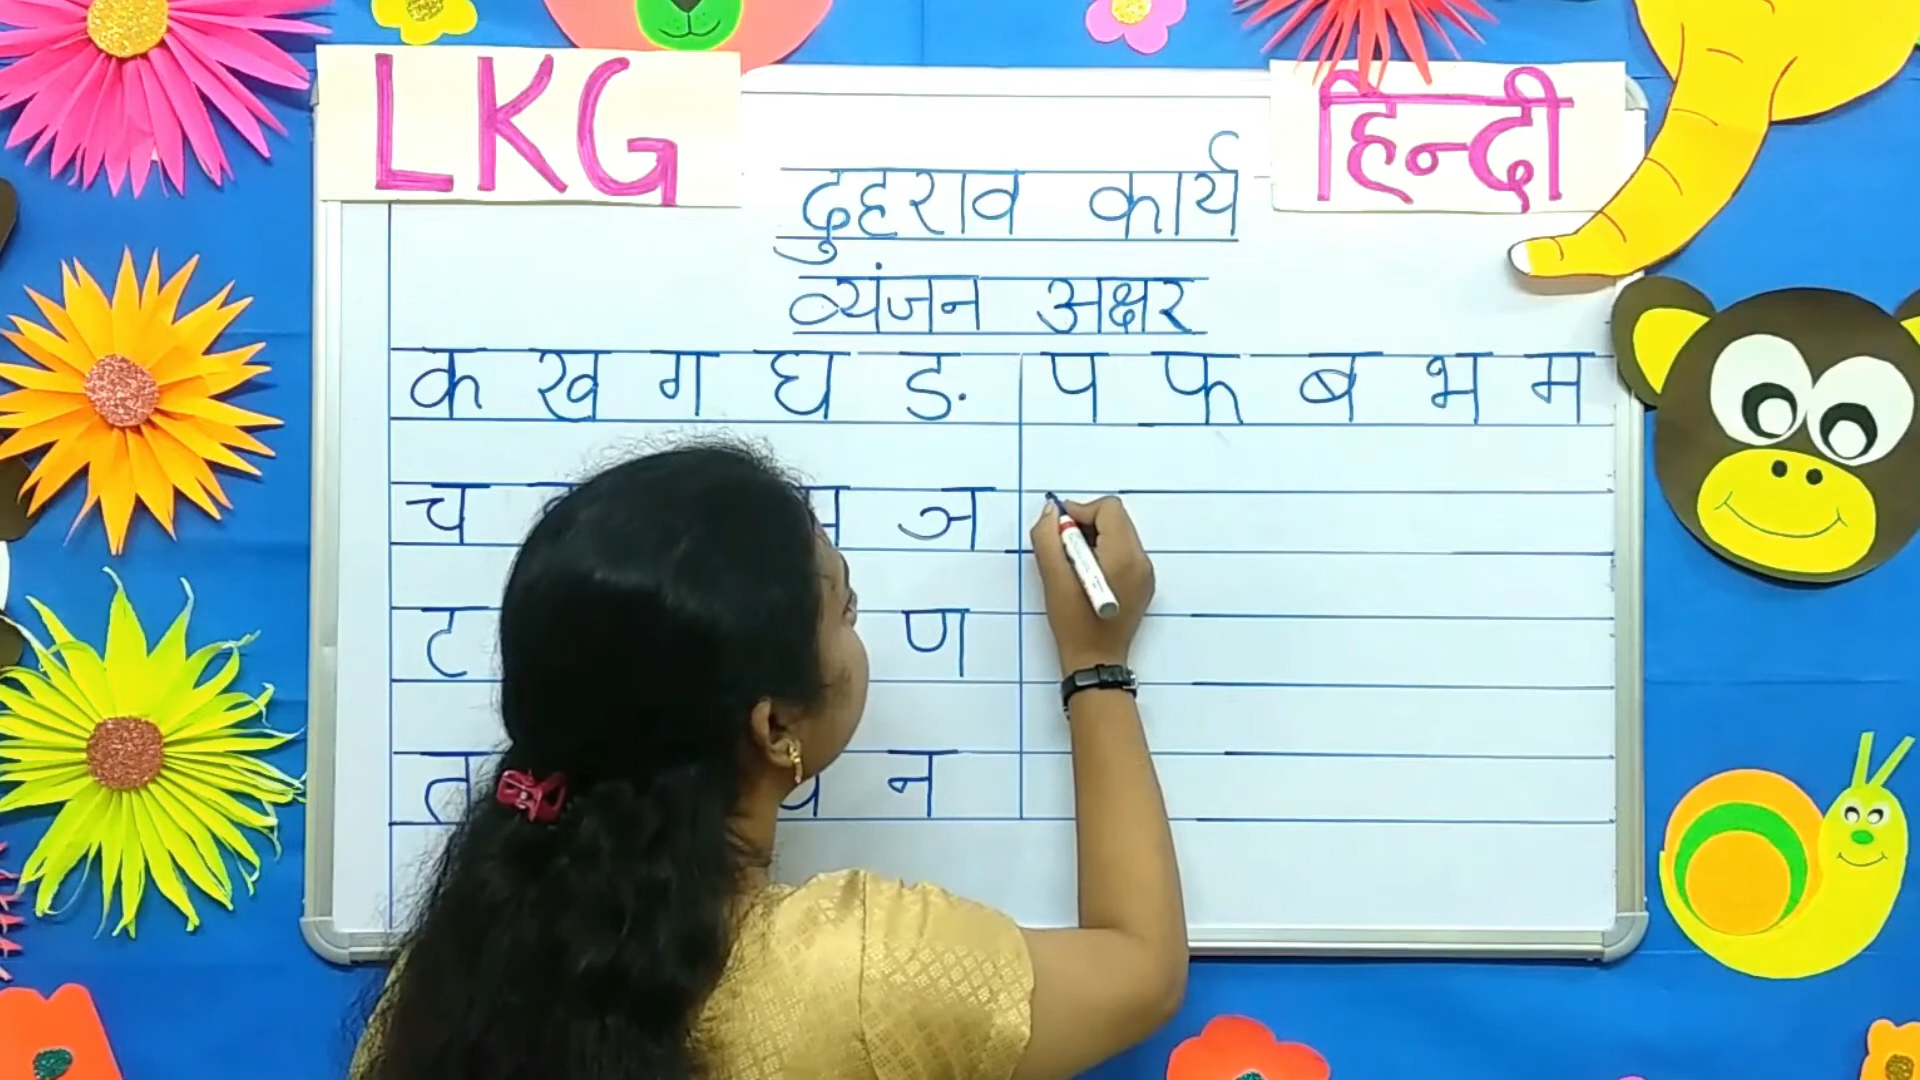 LKG हिन्दी
दुहराव कार्य
व्यंजन अक्षर
क ख ग घ ङ प फ ब भ म
च ञ
ट ण
त न